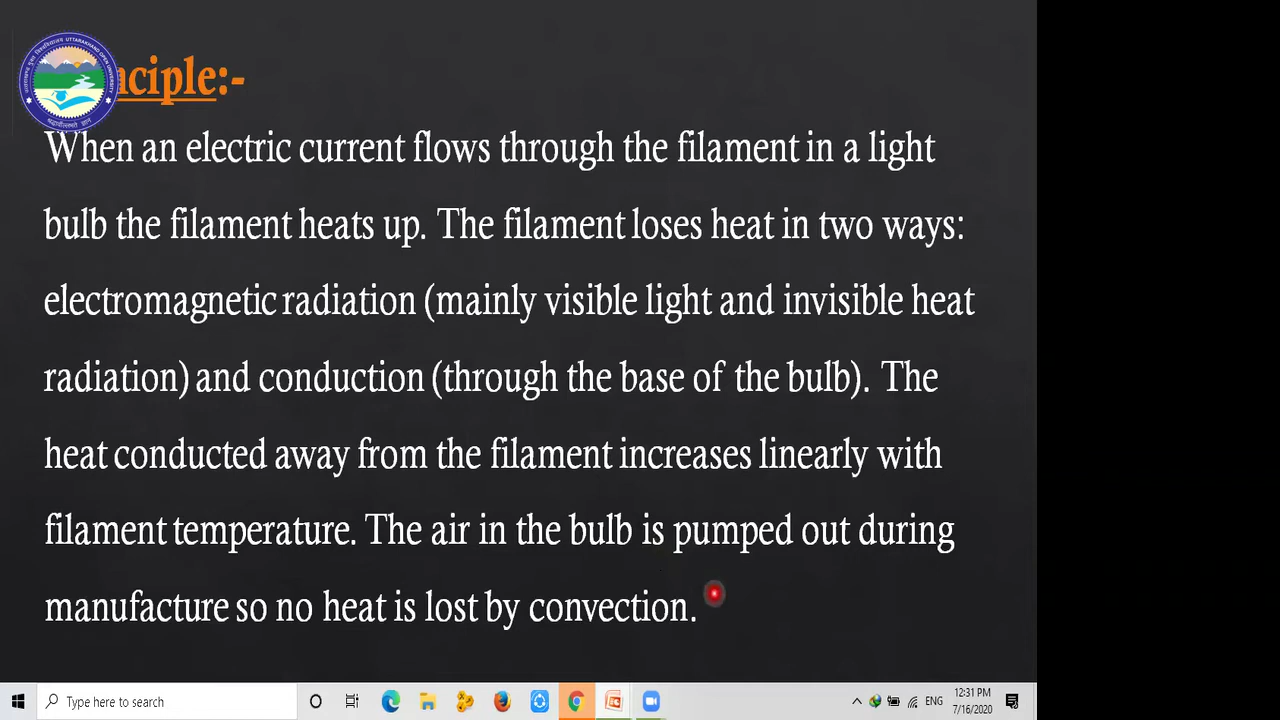 ciple:-
When an electric current flows through the filament in a light
bulb the filament heats up. The filament loses heat in two ways:
electromagnetic radiation (mainly visible light and invisible heat
radiation) and conduction (through the base of the bulb). The
heat conducted away from the filament increases linearly with
filament temperature. The air in the bulb is pumped out during
manufacture so no heat is lost by convection.
UTTARAKHAND OPEN UNIVERSITY
Type here to search
ENG
12:31 PM
7/16/2020